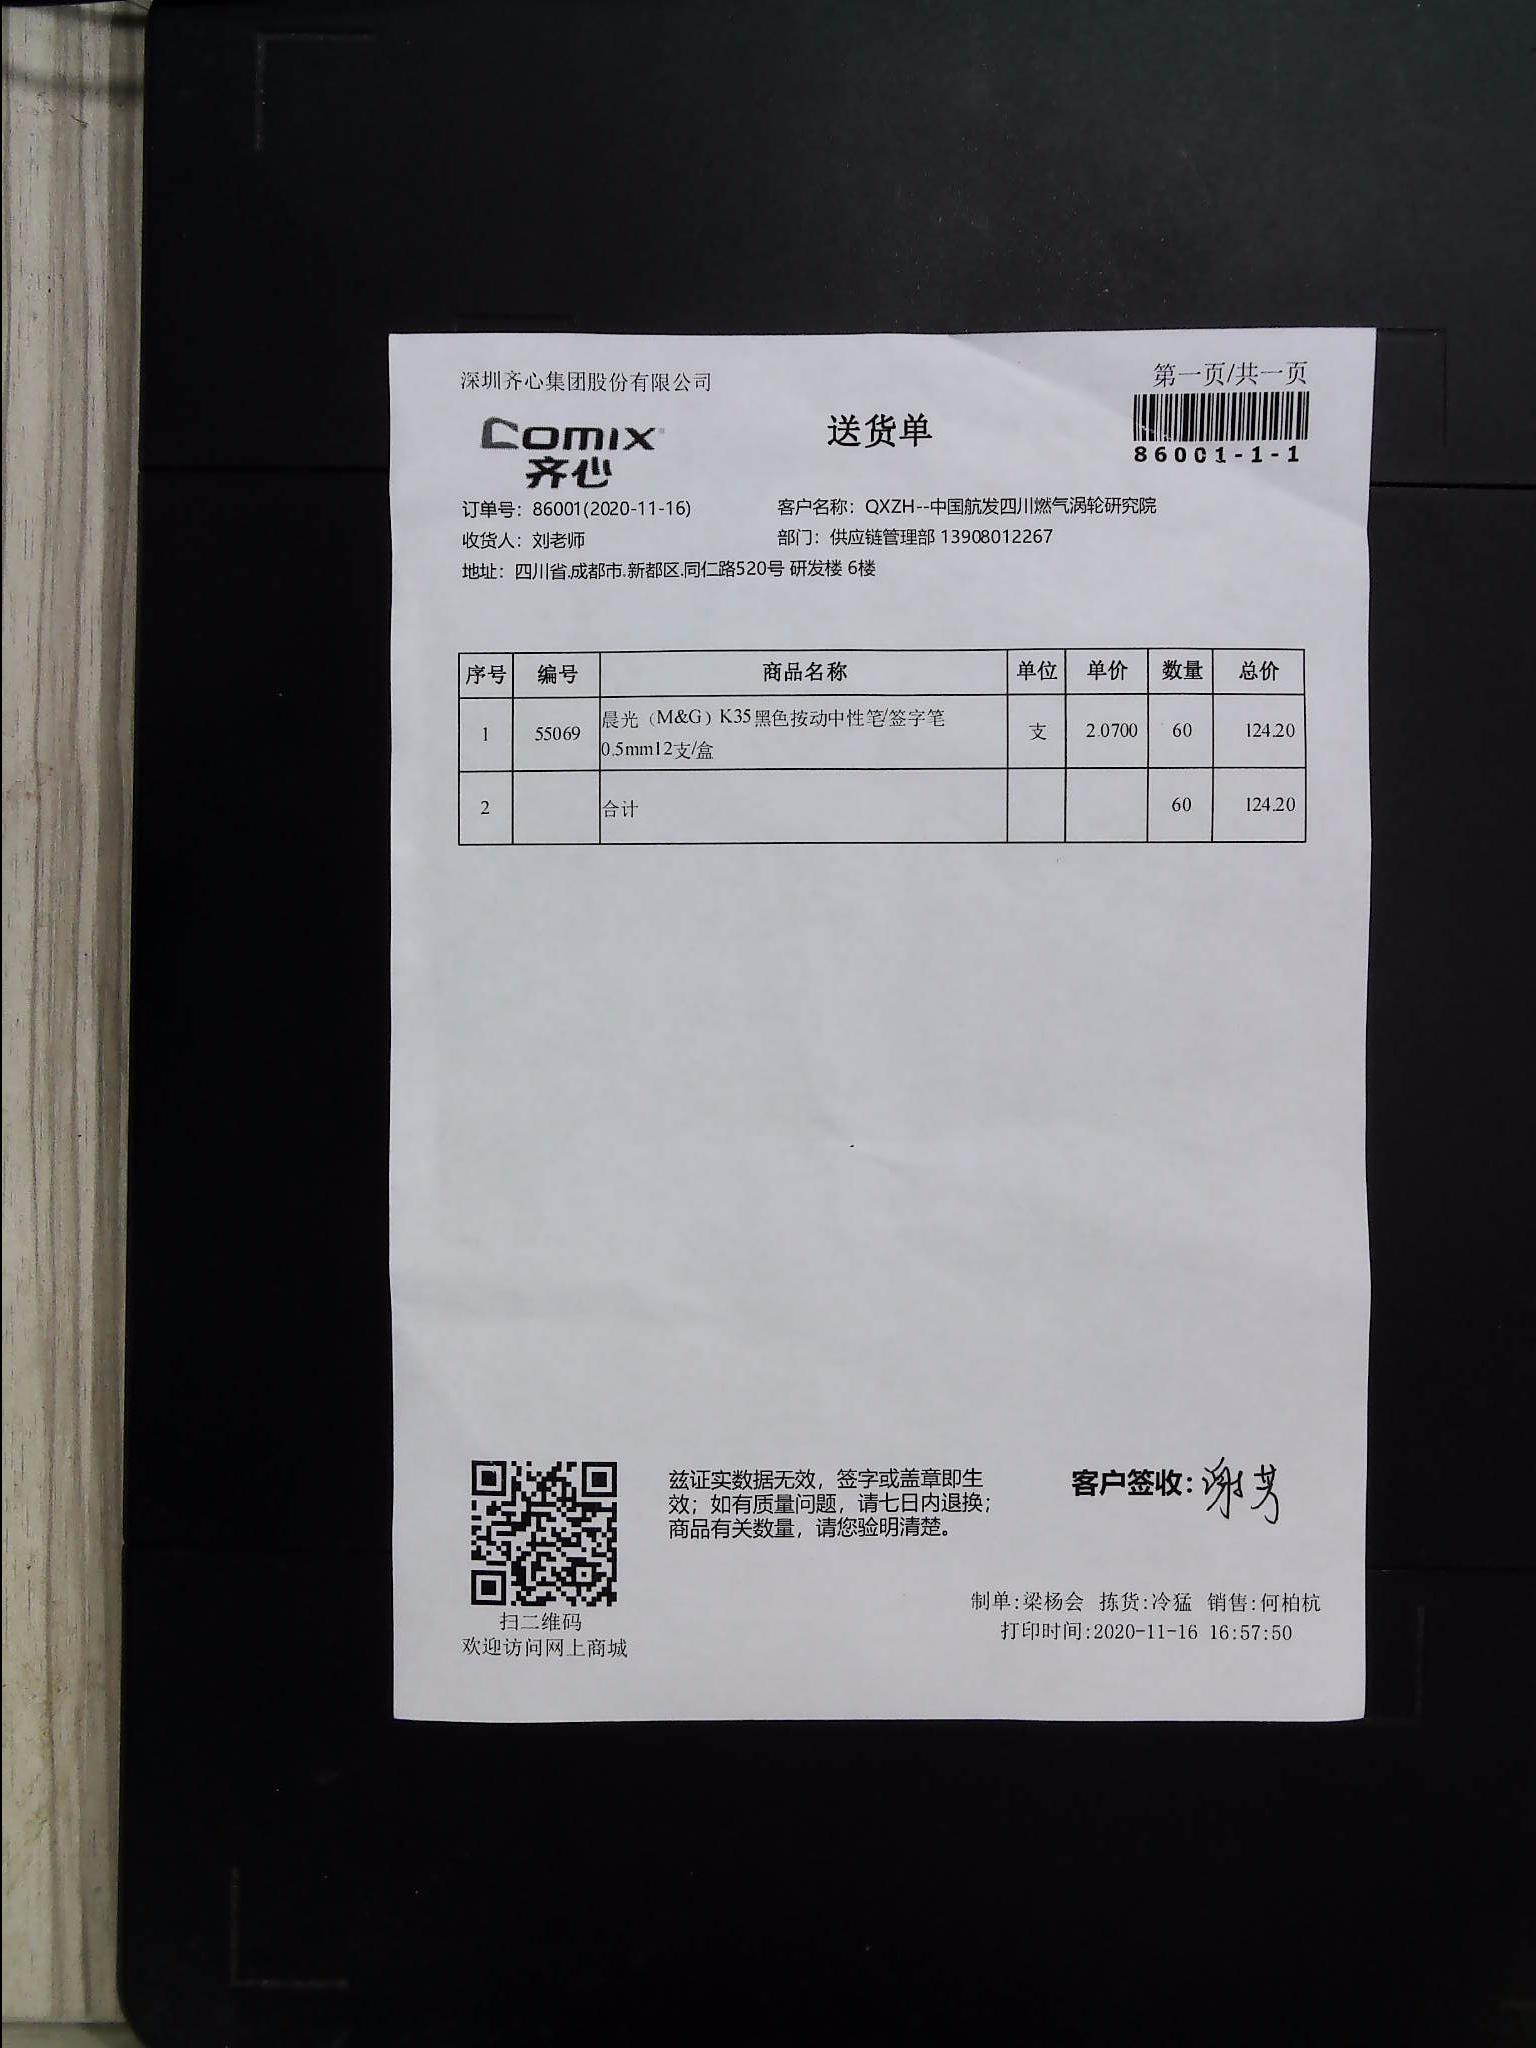 深圳齐心集团股份有限公司
第一页/共一页
comix
齐心
送货单
86001-1-1
订单号：86001(2020-11-16)
客户名称：QXZH--中国航发四川燃气涡轮研究院
收货人：刘老师
部门：供应链管理部 13908012267
地址：四川省.成都市.新都区.同仁路520号 研发楼 6楼
序号 编号 商品名称 单位 单价 数量 总价
1 55069 晨光（M&G）K35黑色按动中性笔/签字笔 支 2.0700 60 124.20
0.5mm12支/盒
2 合计 60 124.20
兹证实数据无效，签字或盖章即生
效；如有质量问题，请七日内退换；
商品有关数量，请您验明清楚。
客户签收：谢芳
扫二维码
欢迎访问网上商城
制单:梁杨会 拣货:冷猛 销售:何柏杭
打印时间:2020-11-16 16:57:50